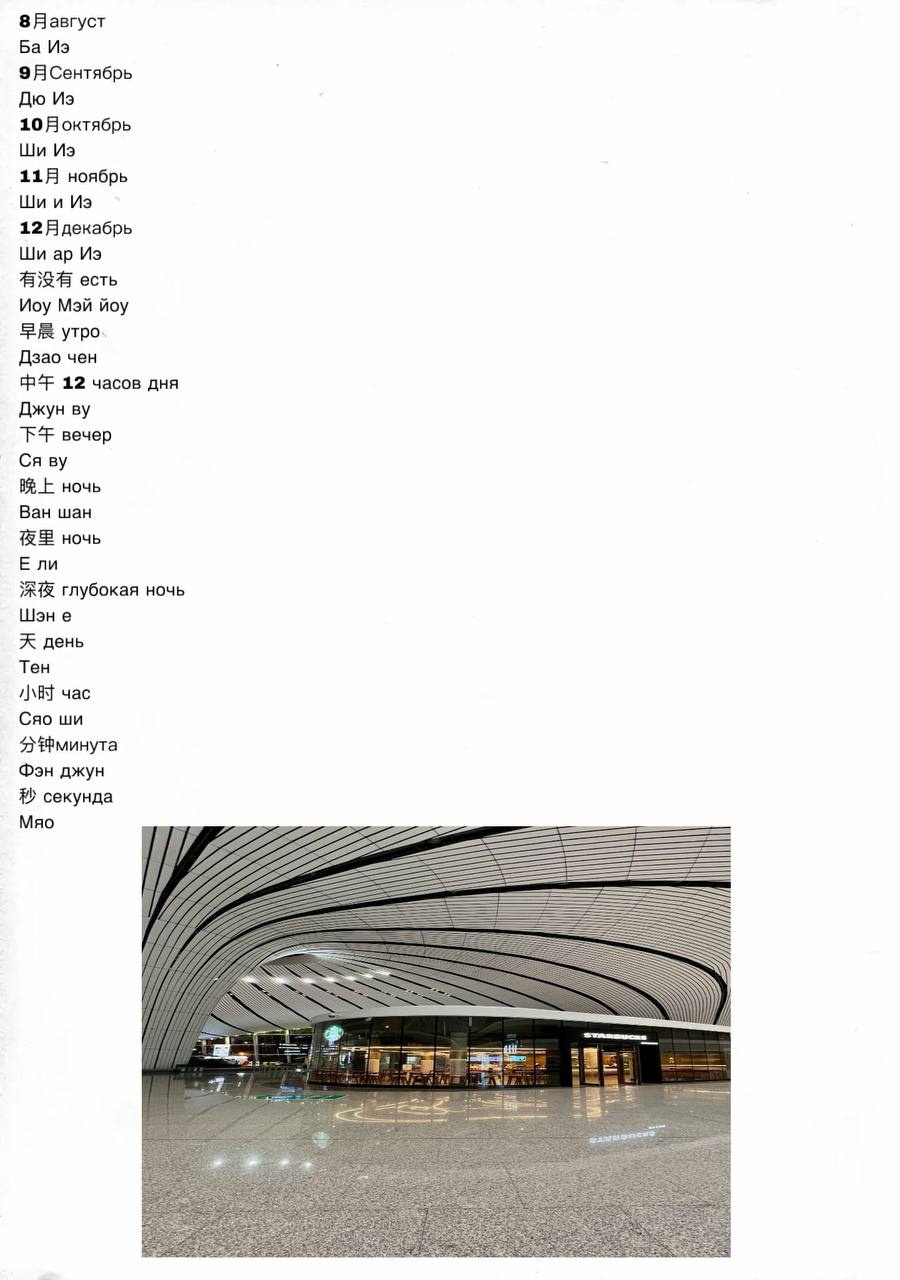 8月август
Ба Иэ
9月Сентябрь
Дю Иэ
10月октябрь
Ши Иэ
11月 ноябрь
Ши и Иэ
12月декабрь
Ши ар Иэ
有没有 есть
Иоу Мэй йоу
早晨 утро
Дзао чен
中午 12 часов дня
Джун ву
下午 вечер
Ся ву
晚上 ночь
Ван шан
夜里 ночь
Е ли
深夜 глубокая ночь
Шэн е
天 день
Тен
小时 час
Сяо ши
分钟минута
Фэн джун
秒 секунда
Мяо
STARBUCKS